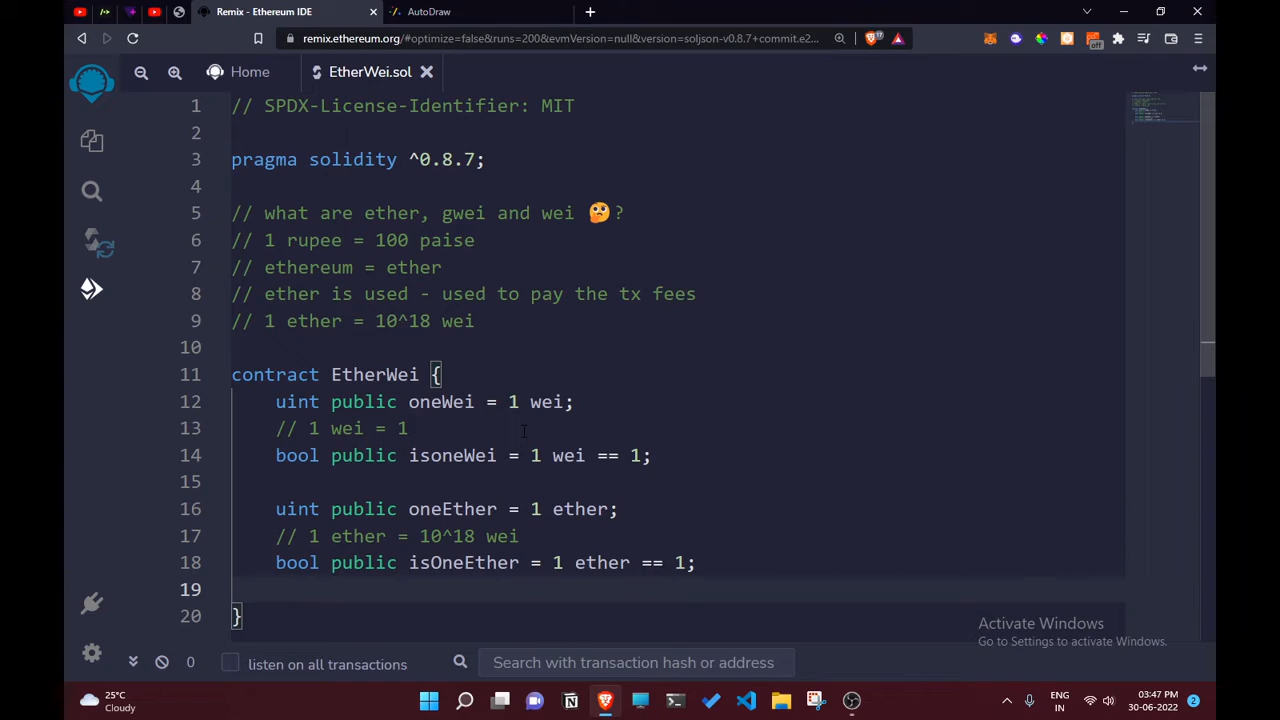 Remix - Ethereum IDE
AutoDraw
remix.ethereum.org/#optimize=false&runs=200&evmVersion=null&version=soljson-v0.8.7+commit.e2...
17
off
Home
EtherWei.sol
1 // SPDX-License-Identifier: MIT
2
3 pragma solidity ^0.8.7;
4
5 // what are ether, gwei and wei 🤔?
6 // 1 rupee = 100 paise
7 // ethereum = ether
8 // ether is used - used to pay the tx fees
9 // 1 ether = 10^18 wei
10
11 contract EtherWei {
12 uint public oneWei = 1 wei;
13 // 1 wei = 1
14 bool public isoneWei = 1 wei == 1;
15
16 uint public oneEther = 1 ether;
17 // 1 ether = 10^18 wei
18 bool public isOneEther = 1 ether == 1;
19
20 }
Activate Windows
Go to Settings to activate Windows.
0 listen on all transactions Search with transaction hash or address
25°C
Cloudy
ENG
IN
03:47 PM
30-06-2022
2